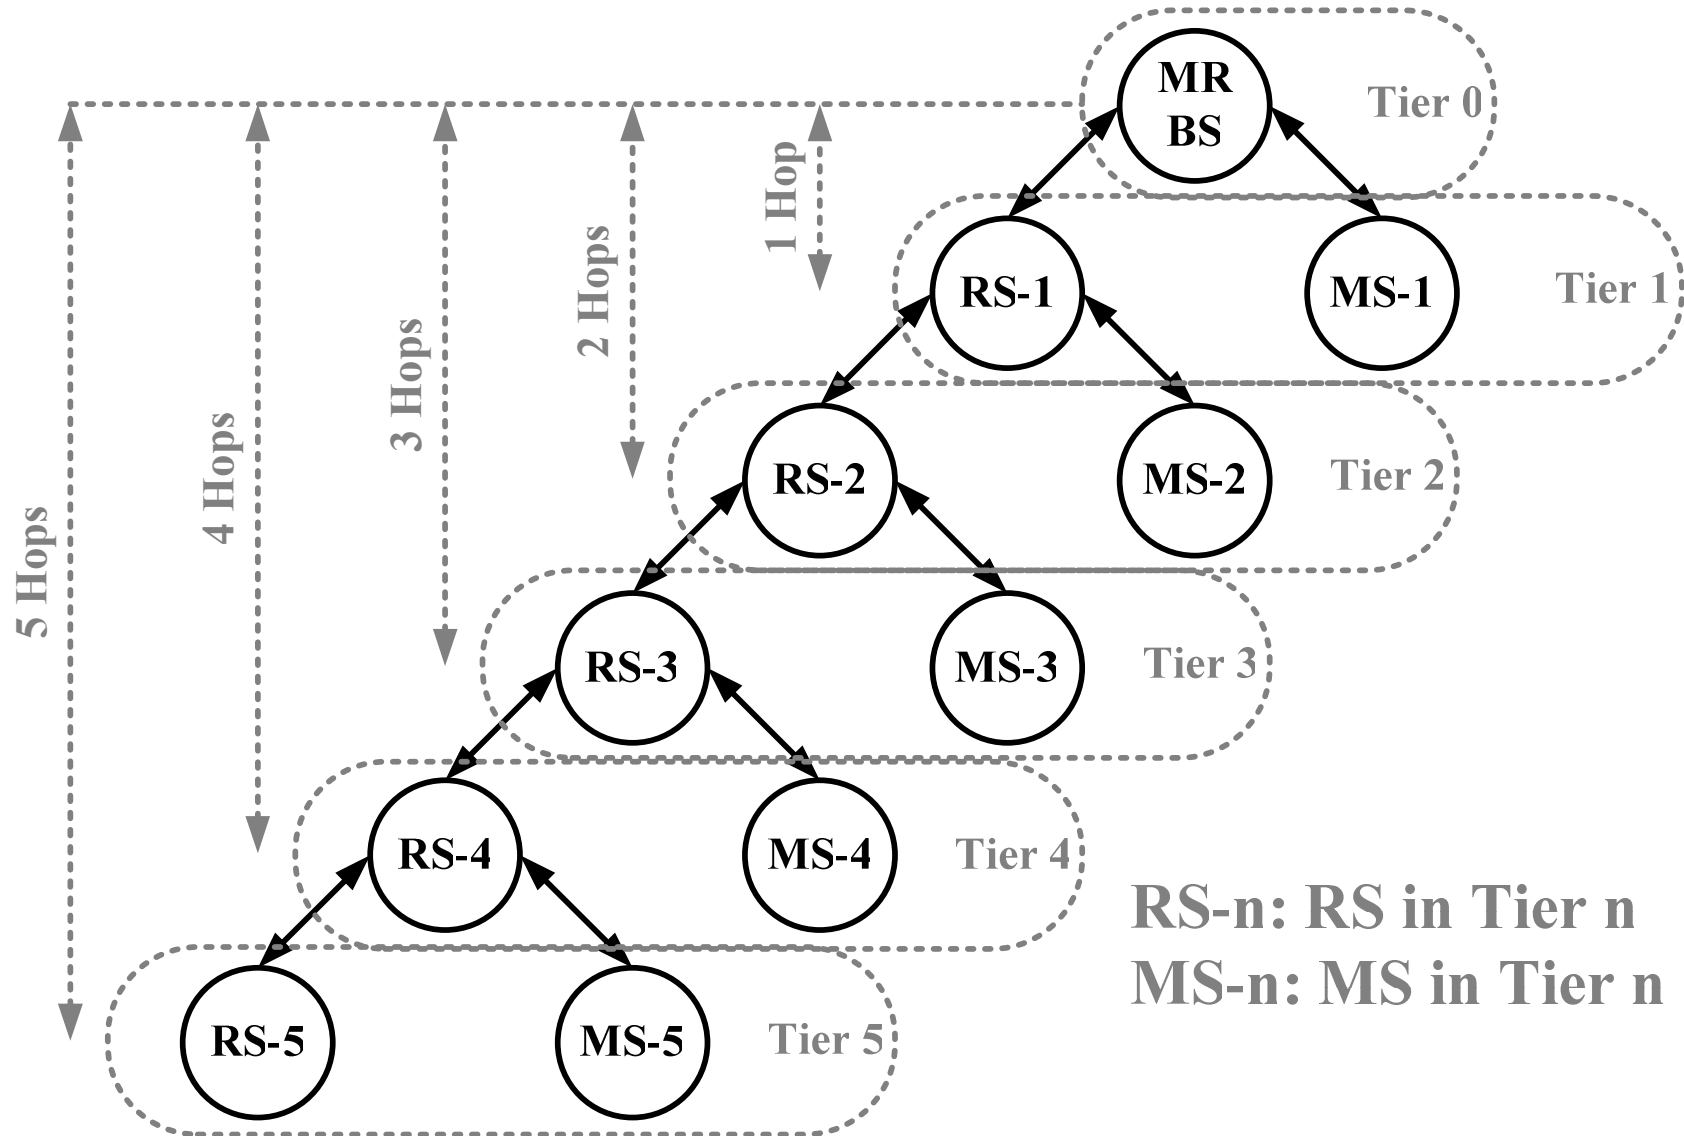 MR
BS
Tier 0
1 Hop
2 Hops
3 Hops
4 Hops
5 Hops
RS-1
MS-1
Tier 1
RS-2
MS-2
Tier 2
RS-3
MS-3
Tier 3
RS-4
MS-4
Tier 4
RS-n: RS in Tier n
MS-n: MS in Tier n
RS-5
MS-5
Tier 5